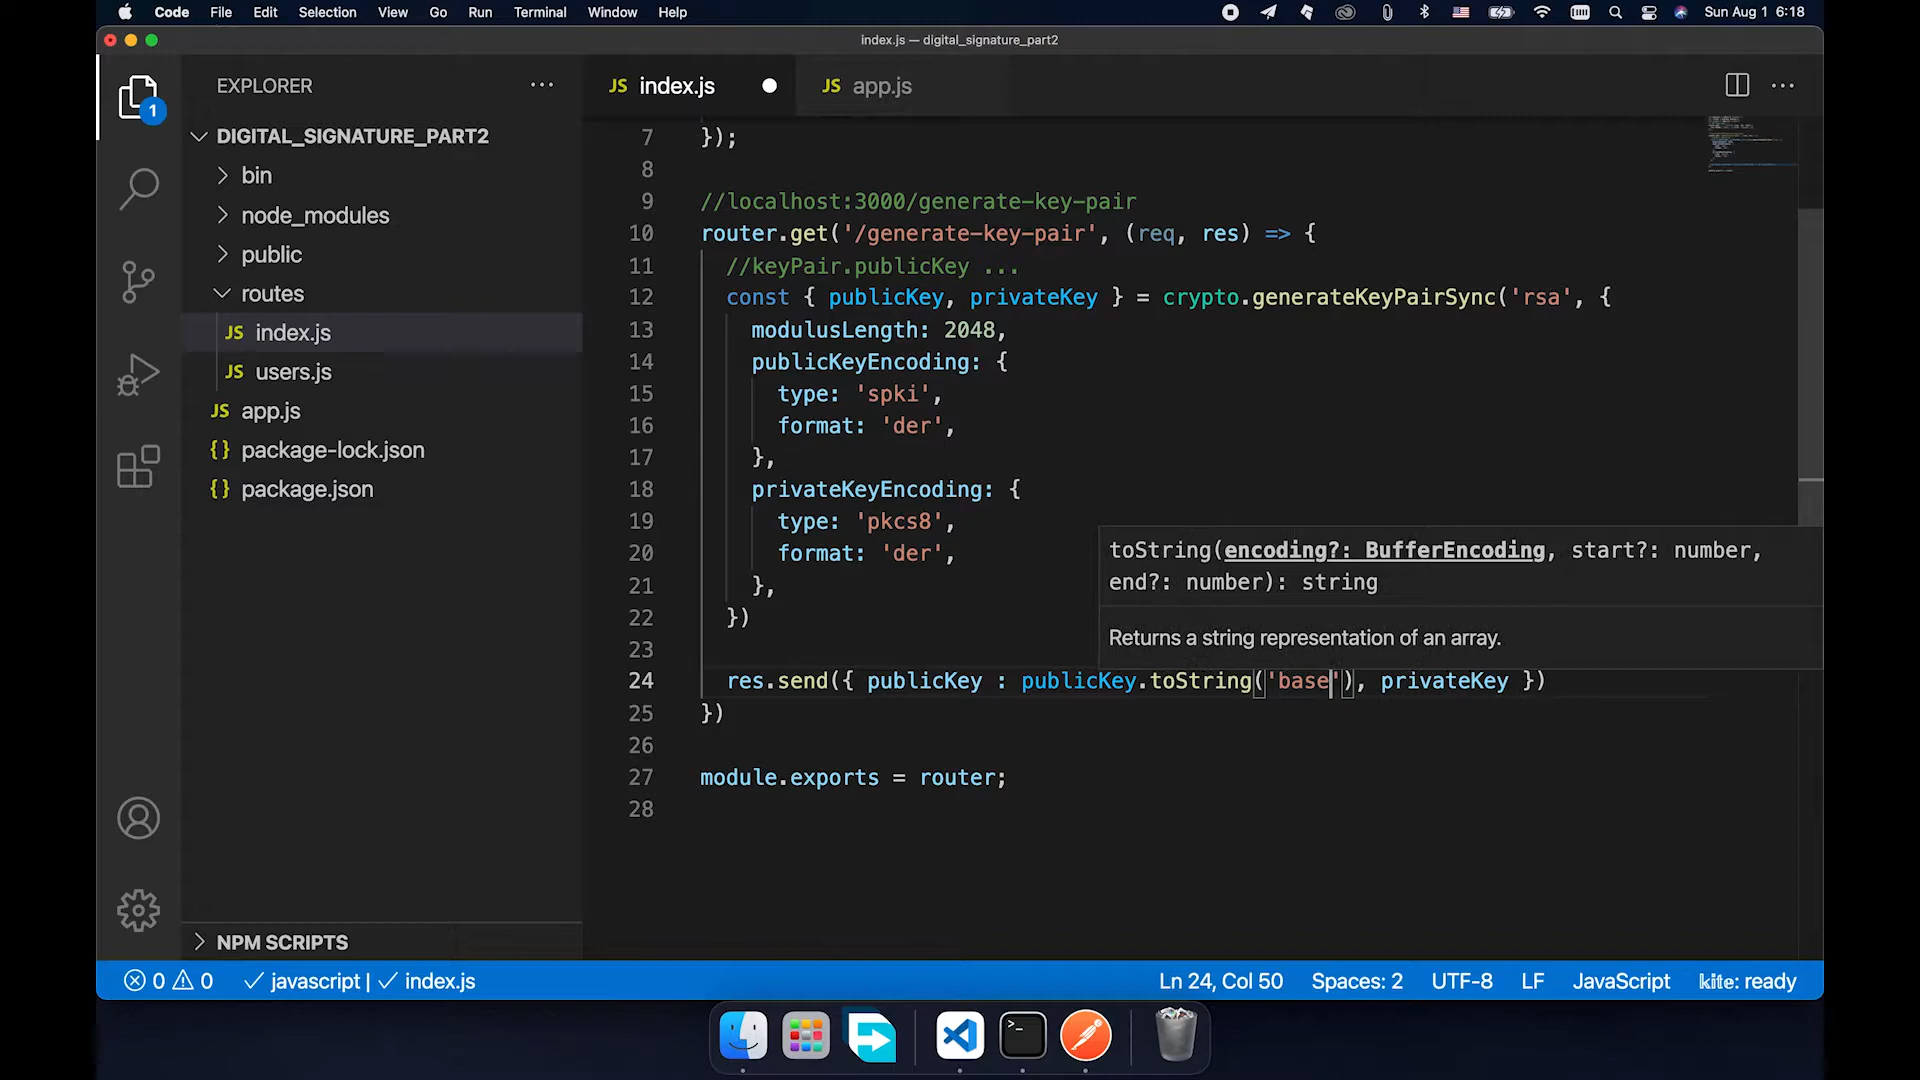 Code File Edit Selection View Go Run Terminal Window Help
Sun Aug 1 6:18
index.js — digital_signature_part2
EXPLORER
DIGITAL_SIGNATURE_PART2
bin
node_modules
public
routes
JS index.js
JS users.js
JS app.js
{} package-lock.json
{} package.json
NPM SCRIPTS
1
JS index.js
JS app.js
7 });
8
9 //localhost:3000/generate-key-pair
10 router.get('/generate-key-pair', (req, res) => {
11 //keyPair.publicKey ...
12 const { publicKey, privateKey } = crypto.generateKeyPairSync('rsa', {
13 modulusLength: 2048,
14 publicKeyEncoding: {
15 type: 'spki',
16 format: 'der',
17 },
18 privateKeyEncoding: {
19 type: 'pkcs8',
20 format: 'der',
21 },
22 })
23
24 res.send({ publicKey : publicKey.toString('base'), privateKey })
25 })
26
27 module.exports = router;
28
toString(encoding?: BufferEncoding, start?: number,
end?: number): string
Returns a string representation of an array.
0 0 javascript | index.js
Ln 24, Col 50 Spaces: 2 UTF-8 LF JavaScript kite: ready